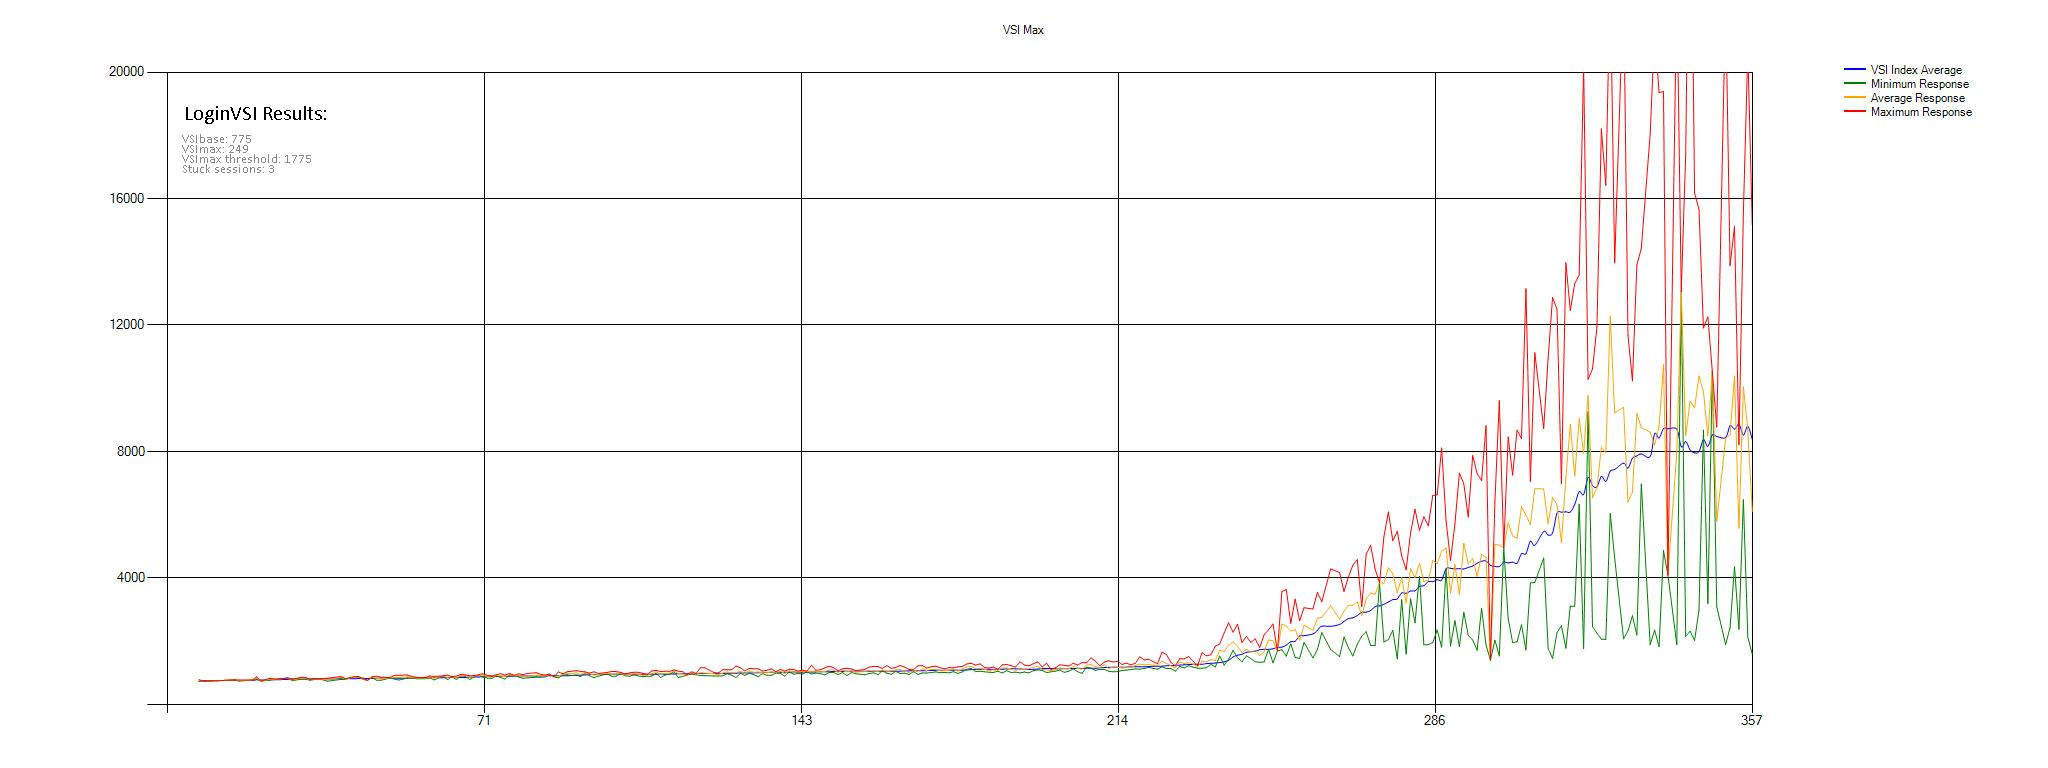 VSI Max
VSI Index Average
Minimum Response
Average Response
Maximum Response
20000
LoginVSI Results:
VSIbase: 775
VSImax: 249
VSImax threshold: 1775
Stuck sessions: 3
16000
12000
8000
4000
71
143
214
286
357